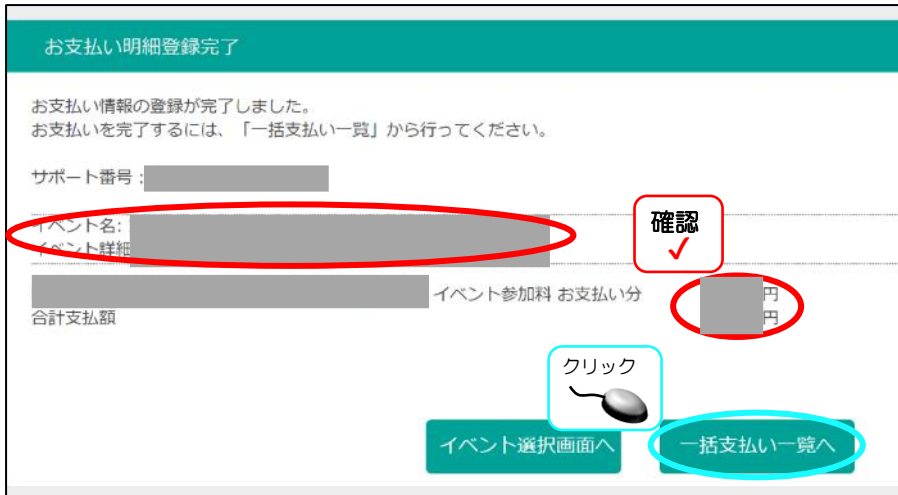 お支払い明細登録完了
お支払い情報の登録が完了しました。
お支払いを完了するには、「一括支払い一覧」から行ってください。
サポート番号：
イベント名:
イベント詳細
確認
イベント参加料 お支払い分 円
合計支払額 円
クリック
イベント選択画面へ
一括支払い一覧へ